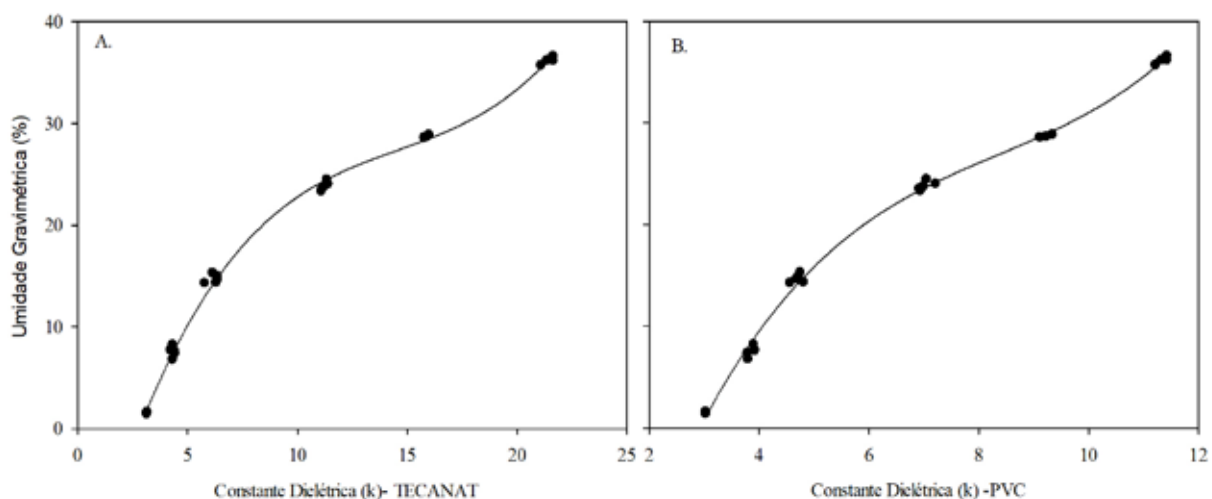 A.
B.
Umidade Gravimétrica (%)
40
30
20
10
0
0 5 10 15 20 25
2 4 6 8 10 12
Constante Dielétrica (k)- TECANAT
Constante Dielétrica (k) -PVC